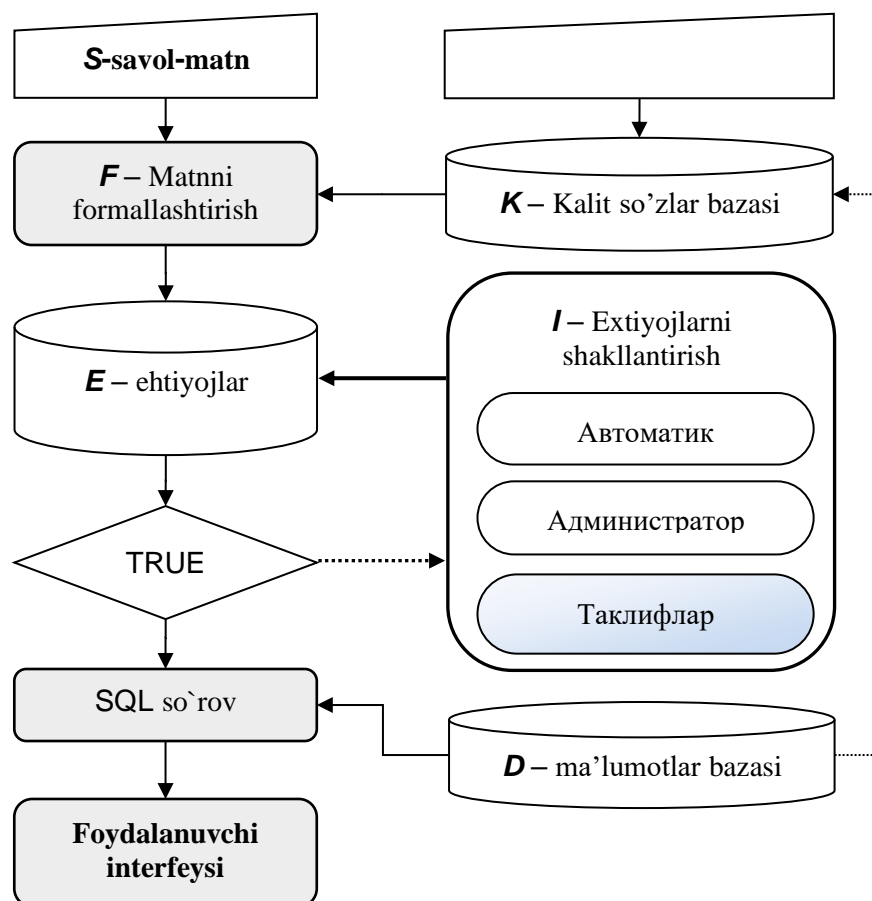 S-savol-matn
F – Matnni
formallashtirish
K – Kalit so'zlar bazasi
E – ehtiyojlar
I – Extiyojlarni
shakllantirish
Автоматик
Администратор
Таклифлар
TRUE
SQL so`rov
D – ma'lumotlar bazasi
Foydalanuvchi
interfeysi